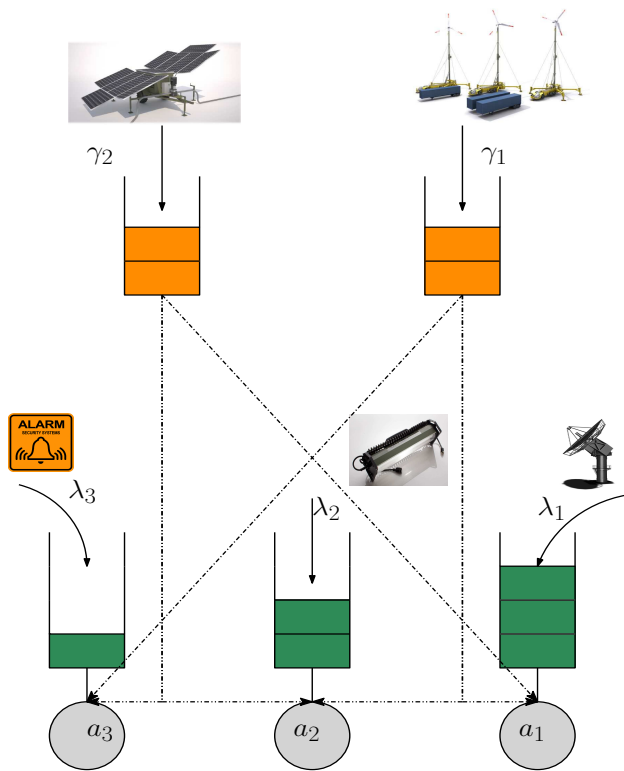 γ₂
γ₁
ALARM
SECURITY SYSTEMS
λ₃
λ₂
λ₁
a₃
a₂
a₁